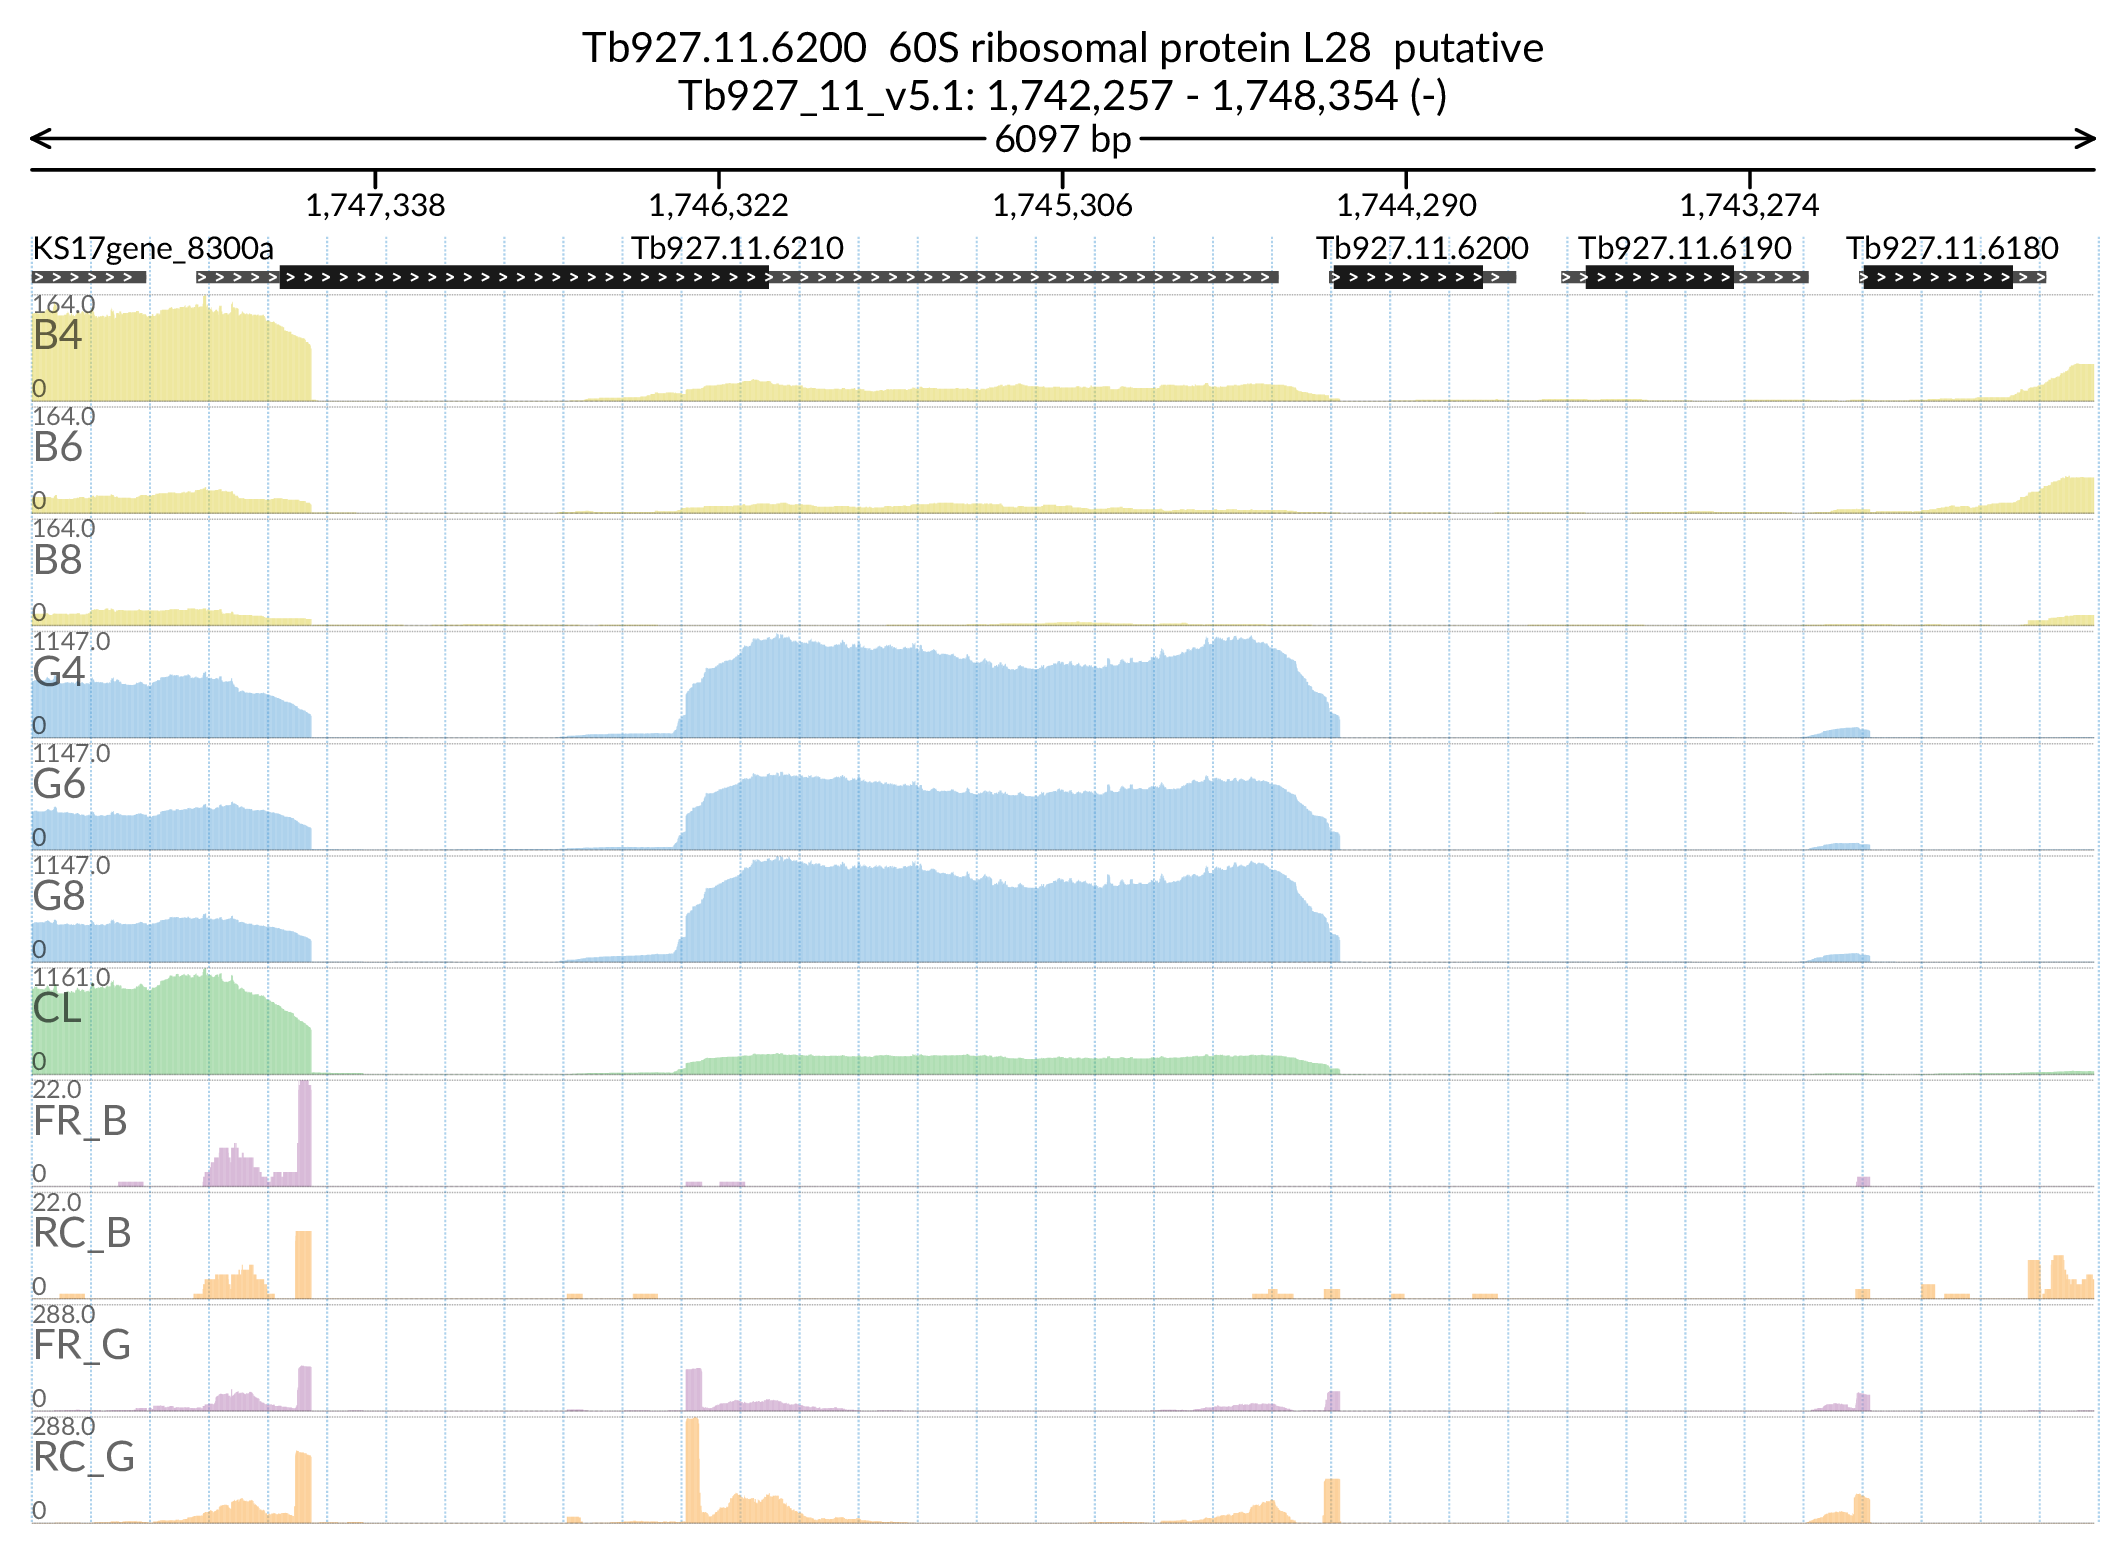 Tb927.11.6200 60S ribosomal protein L28 putative
Tb927_11_v5.1: 1,742,257 - 1,748,354 (-)
6097 bp
1,747,338 1,746,322 1,745,306 1,744,290 1,743,274
KS17gene_8300a Tb927.11.6210 Tb927.11.6200 Tb927.11.6190 Tb927.11.6180
164.0
B4
0
164.0
B6
0
164.0
B8
0
1147.0
G4
0
1147.0
G6
0
1147.0
G8
0
1161.0
CL
0
22.0
FR_B
0
22.0
RC_B
0
288.0
FR_G
0
288.0
RC_G
0